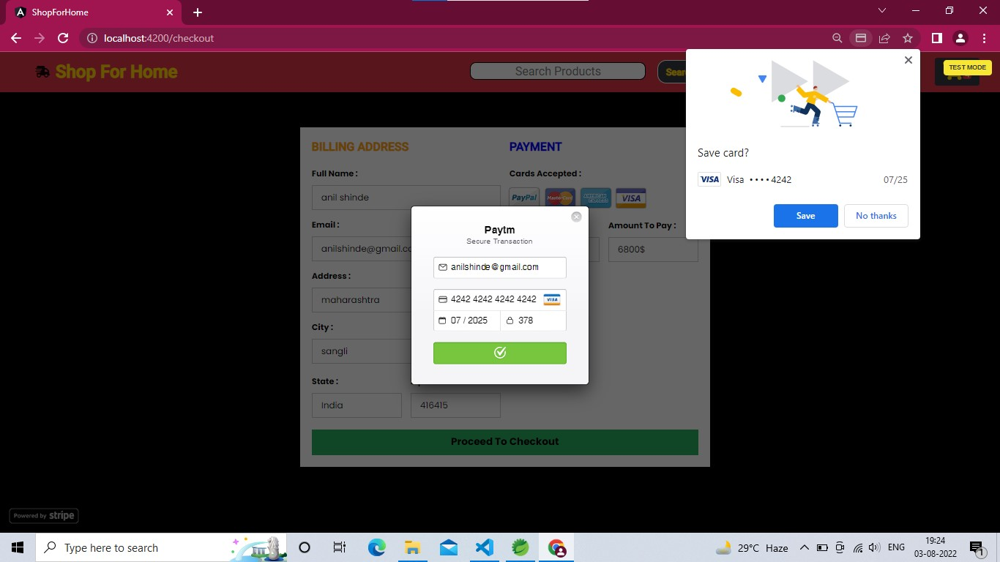 ShopForHome
localhost:4200/checkout
Shop For Home
Search Products
TEST MODE
Save card?
VISA Visa •••• 4242 07/25
Save No thanks
BILLING ADDRESS
Full Name :
anil shinde
Email :
Address :
maharashtra
City :
sangli
State :
India
416415
PAYMENT
Cards Accepted :
PayPal MasterCard AMERICAN EXPRESS VISA
Amount To Pay :
6800$
Proceed To Checkout
Paytm
Secure Transaction
anilshinde@gmail.com
4242 4242 4242 4242 VISA
07 / 2025 378
Powered by stripe
Type here to search
29°C Haze
ENG
19:24
03-08-2022
1